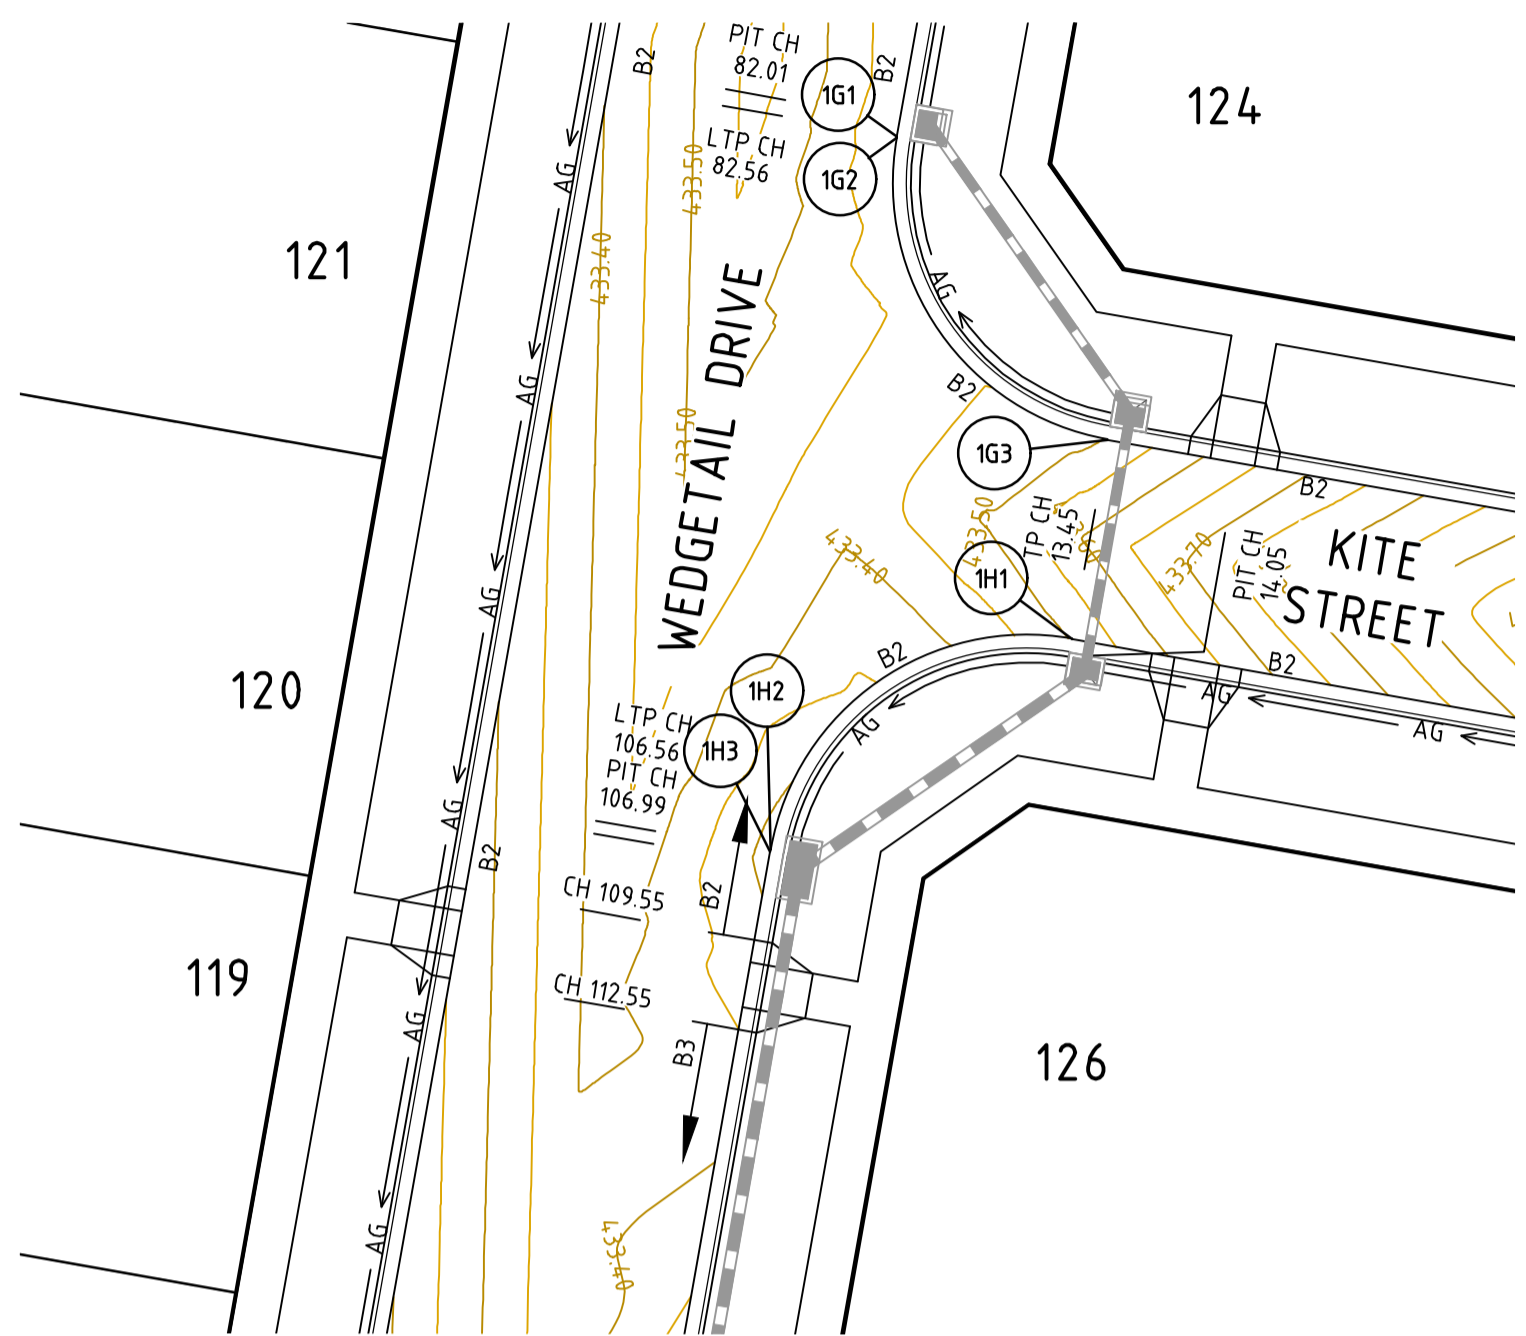 PIT CH
82.01
LTP CH
82.56
B2
B2
1G1
1G2
124
AG
433.50
433.40
121
WEDGETAIL DRIVE
AG
B2
AG
433.50
1G3
B2
433.50
TP CH
13.45
433.70
PIT CH
14.05
KITE
STREET
433.40
1H1
AG
120
B2
B2
AG
AG
1H2
1H3
AG
LTP CH
106.56
PIT CH
106.99
AG
B2
B2
CH 109.55
119
CH 112.55
AG
B3
126
AG
433.40